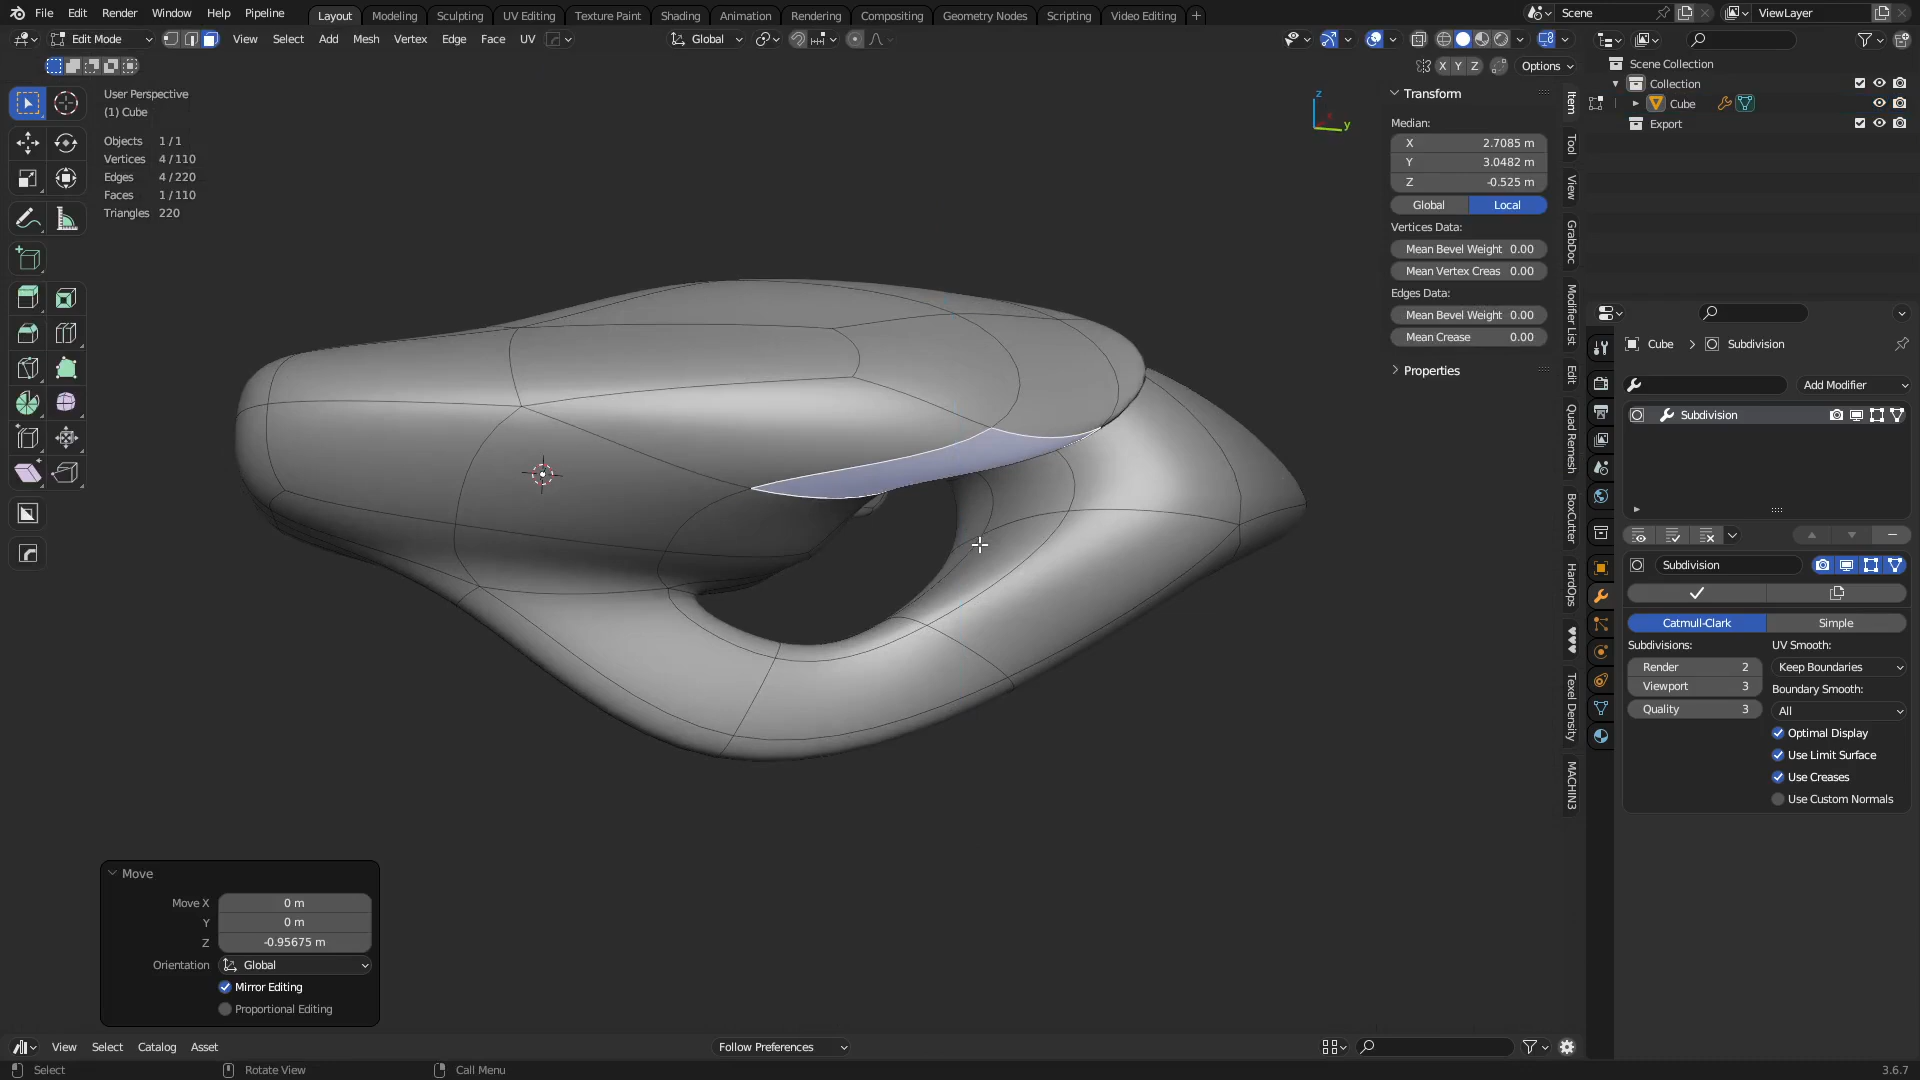 File Edit Render Window Help Pipeline Layout Modeling Sculpting UV Editing Texture Paint Shading Animation Rendering Compositing Geometry Nodes Scripting Video Editing + Scene ViewLayer
Edit Mode View Select Add Mesh Vertex Edge Face UV Global
X Y Z Options
Scene Collection
Collection
Cube
Export
User Perspective
(1) Cube
Objects 1 / 1
Vertices 4 / 110
Edges 4 / 220
Faces 1 / 110
Triangles 220
z
y
Transform
Median:
X 2.7085 m
Y 3.0482 m
Z -0.525 m
Global Local
Vertices Data:
Mean Bevel Weight 0.00
Mean Vertex Creas 0.00
Edges Data:
Mean Bevel Weight 0.00
Mean Crease 0.00
Properties
Item
Tool
View
GrabDoc
Modifier List
Edit
Quad Remesh
BoxCutter
HardOps
Texel Density
MACHIN3
Cube Subdivision
Add Modifier
Subdivision
Subdivision
Catmull-Clark Simple
Subdivisions: UV Smooth:
Render 2 Keep Boundaries
Viewport 3 Boundary Smooth:
Quality 3 All
Optimal Display
Use Limit Surface
Use Creases
Use Custom Normals
Move
Move X 0 m
Y 0 m
Z -0.95675 m
Orientation Global
Mirror Editing
Proportional Editing
View Select Catalog Asset Follow Preferences
Select Rotate View Call Menu 3.6.7